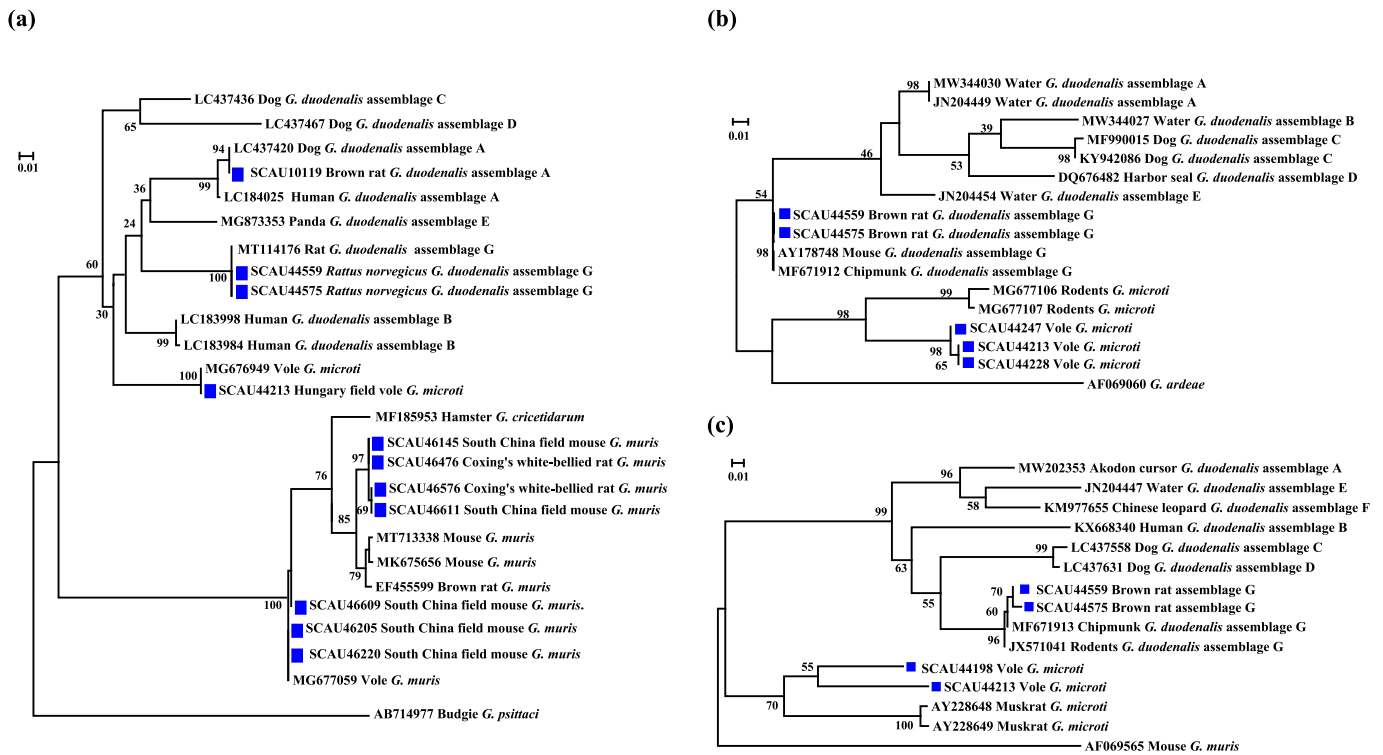 (a)
LC437436 Dog G. duodenalis assemblage C
65
LC437467 Dog G. duodenalis assemblage D
0.01
94
LC437420 Dog G. duodenalis assemblage A
SCAU10119 Brown rat G. duodenalis assemblage A
99
36
LC184025 Human G. duodenalis assemblage A
MG873353 Panda G. duodenalis assemblage E
24
MT114176 Rat G. duodenalis assemblage G
60
SCAU44559 Rattus norvegicus G. duodenalis assemblage G
100
SCAU44575 Rattus norvegicus G. duodenalis assemblage G
30
LC183998 Human G. duodenalis assemblage B
99
LC183984 Human G. duodenalis assemblage B
MG676949 Vole G. microti
100
SCAU44213 Hungary field vole G. microti
MF185953 Hamster G. cricetidarum
SCAU46145 South China field mouse G. muris
97
SCAU46476 Coxing's white-bellied rat G. muris
76
SCAU46576 Coxing's white-bellied rat G. muris
69
SCAU46611 South China field mouse G. muris
85
MT713338 Mouse G. muris
MK675656 Mouse G. muris
79
EF455599 Brown rat G. muris
100
SCAU46609 South China field mouse G. muris.
SCAU46205 South China field mouse G. muris
SCAU46220 South China field mouse G. muris
MG677059 Vole G. muris
AB714977 Budgie G. psittaci
(b)
98
MW344030 Water G. duodenalis assemblage A
JN204449 Water G. duodenalis assemblage A
0.01
MW344027 Water G. duodenalis assemblage B
39
MF990015 Dog G. duodenalis assemblage C
46
98
KY942086 Dog G. duodenalis assemblage C
53
DQ676482 Harbor seal G. duodenalis assemblage D
JN204454 Water G. duodenalis assemblage E
54
SCAU44559 Brown rat G. duodenalis assemblage G
SCAU44575 Brown rat G. duodenalis assemblage G
98
AY178748 Mouse G. duodenalis assemblage G
MF671912 Chipmunk G. duodenalis assemblage G
MG677106 Rodents G. microti
99
MG677107 Rodents G. microti
98
SCAU44247 Vole G. microti
98
SCAU44213 Vole G. microti
65
SCAU44228 Vole G. microti
AF069060 G. ardeae
(c)
0.01
MW202353 Akodon cursor G. duodenalis assemblage A
96
JN204447 Water G. duodenalis assemblage E
58
KM977655 Chinese leopard G. duodenalis assemblage F
99
KX668340 Human G. duodenalis assemblage B
99
LC437558 Dog G. duodenalis assemblage C
63
LC437631 Dog G. duodenalis assemblage D
70
SCAU44559 Brown rat assemblage G
55
60
SCAU44575 Brown rat assemblage G
MF671913 Chipmunk G. duodenalis assemblage G
96
JX571041 Rodents G. duodenalis assemblage G
55
SCAU44198 Vole G. microti
SCAU44213 Vole G. microti
70
AY228648 Muskrat G. microti
100
AY228649 Muskrat G. microti
AF069565 Mouse G. muris